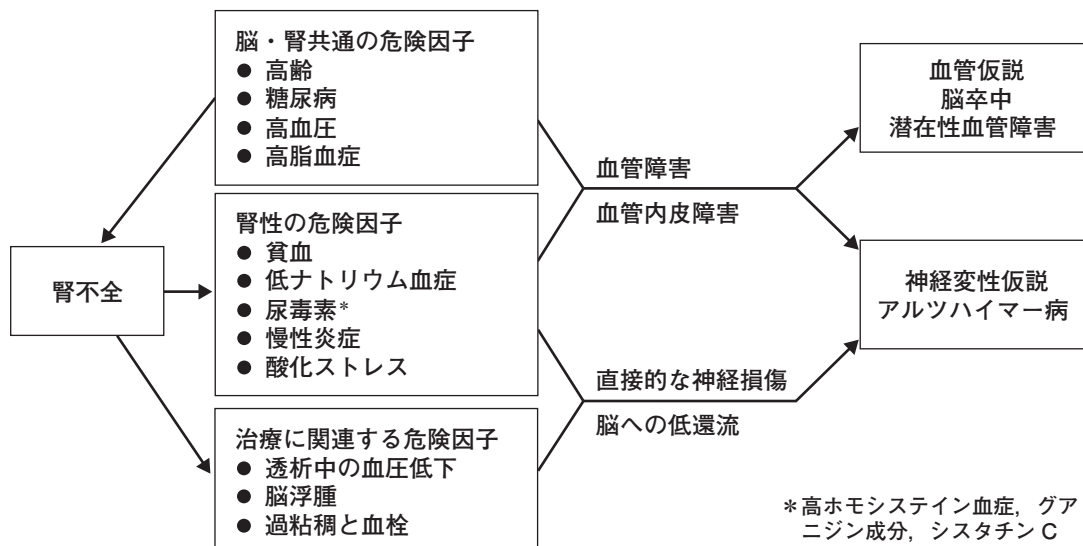 脳・腎共通の危険因子
● 高齢
● 糖尿病
● 高血圧
● 高脂血症
腎性の危険因子
● 貧血
● 低ナトリウム血症
● 尿毒素*
● 慢性炎症
● 酸化ストレス
腎不全
治療に関連する危険因子
● 透析中の血圧低下
● 脳浮腫
● 過粘稠と血栓
血管障害
血管内皮障害
直接的な神経損傷
脳への低還流
血管仮説
脳卒中
潜在性血管障害
神経変性仮説
アルツハイマー病
*高ホモシステイン血症，グア
ニジン成分，シスタチン C